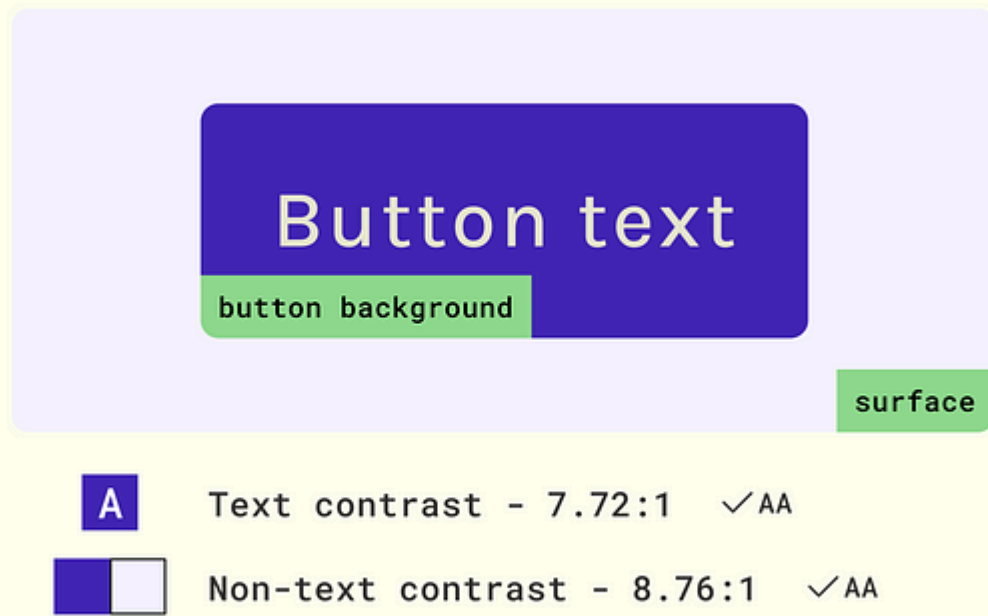 Button text
button background
surface
A Text contrast - 7.72:1 ✓AA
Non-text contrast - 8.76:1 ✓AA